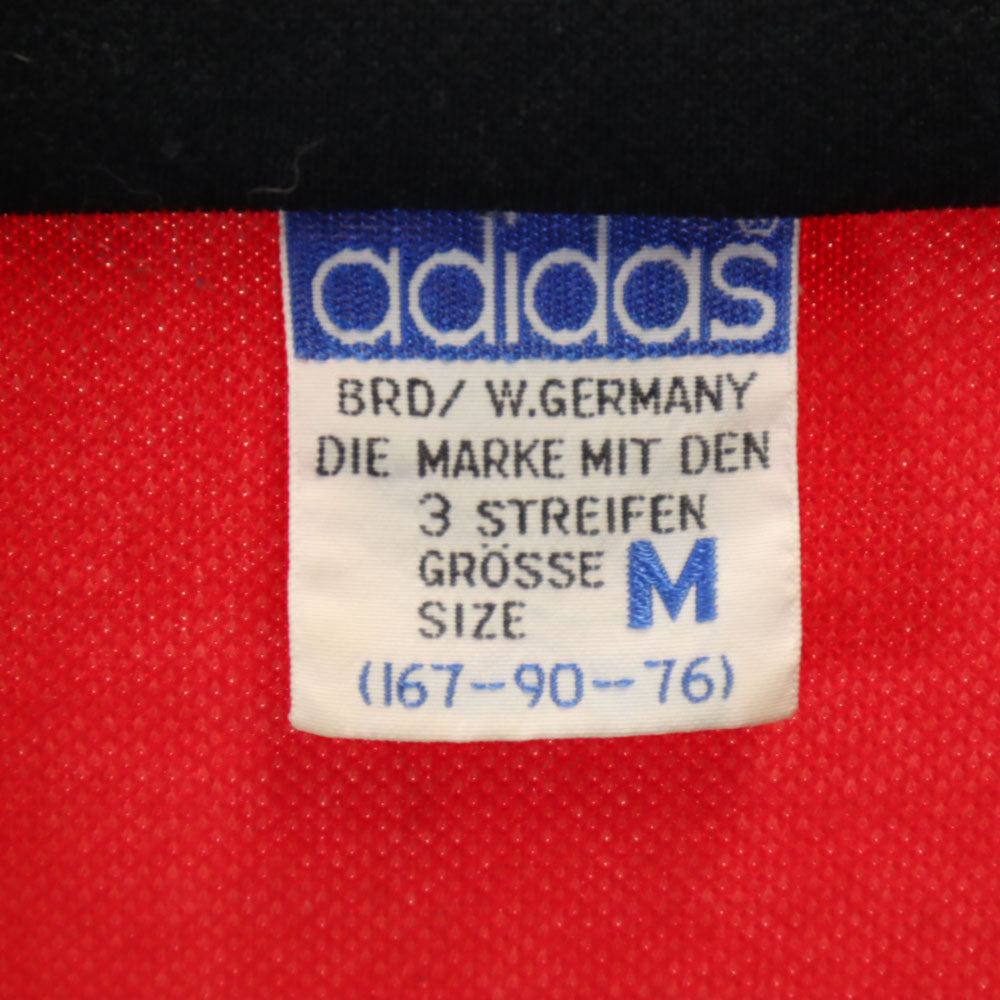 adidas®
BRD/ W.GERMANY
DIE MARKE MIT DEN
3 STREIFEN
GRÖSSE M
SIZE
(167--90--76)